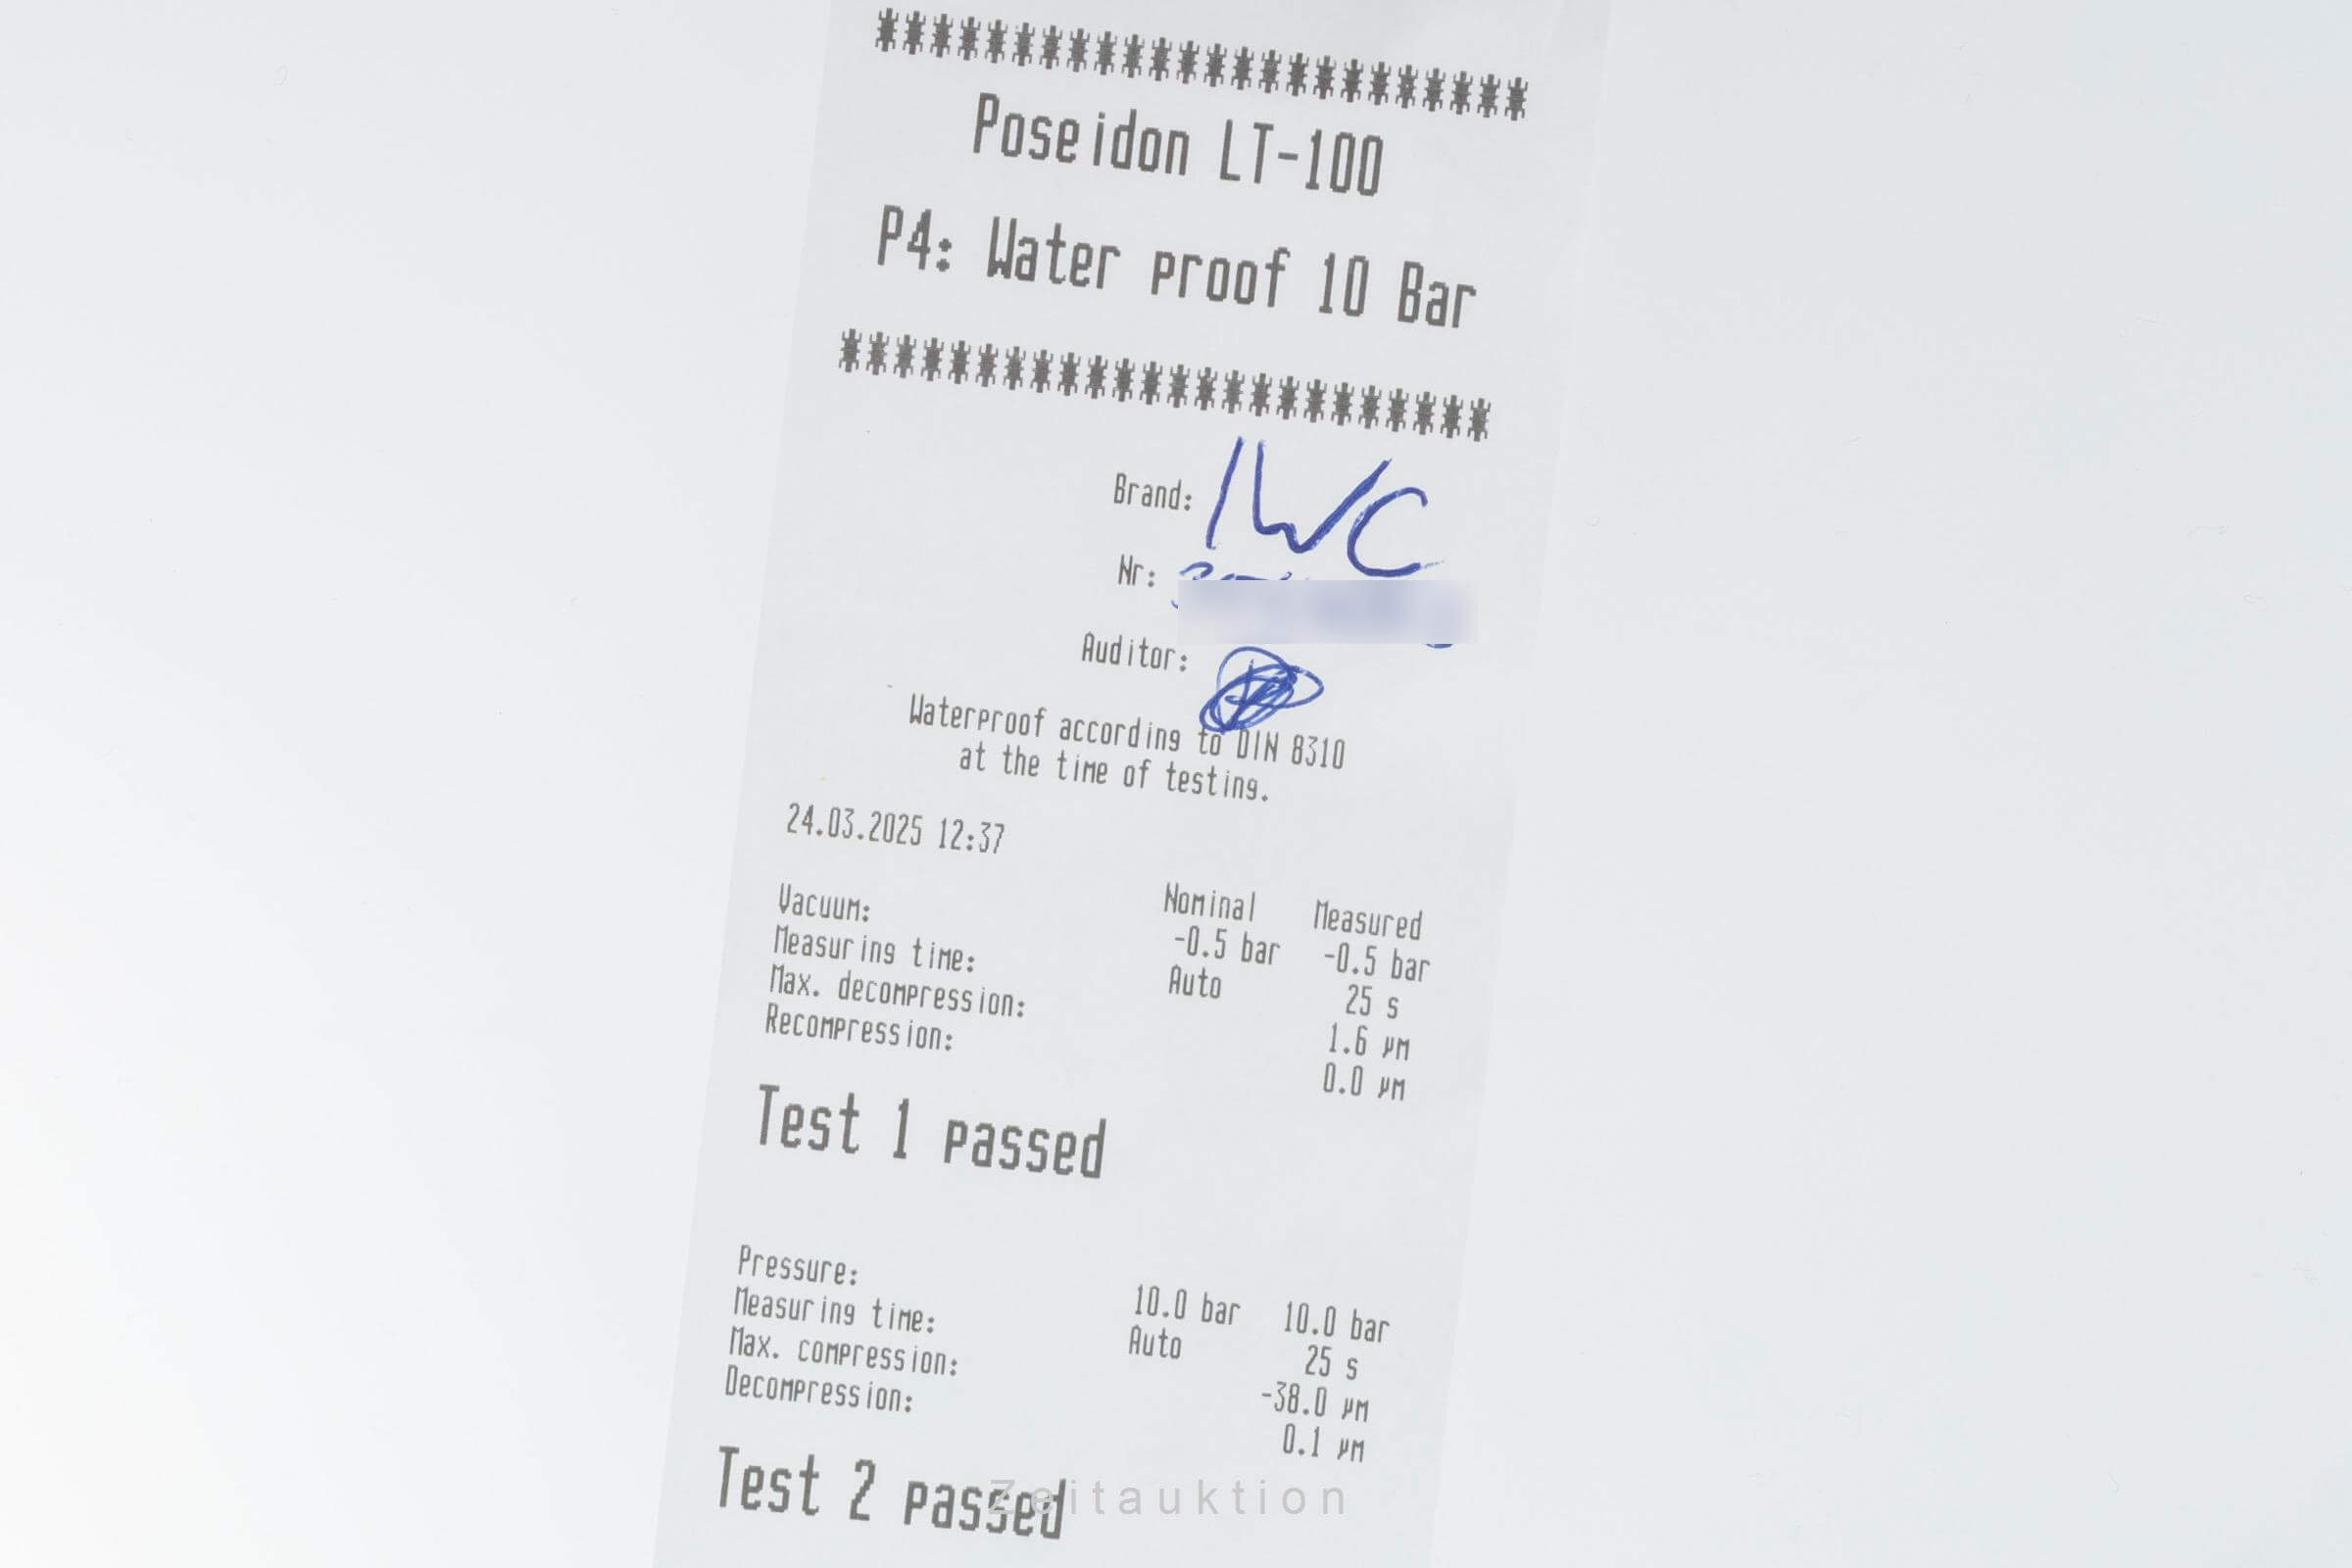 ************************
Poseidon LT-100
P4: Water proof 10 Bar
************************
Brand: IWC
Nr:
Auditor:
Waterproof according to DIN 8310
at the time of testing.
24.03.2025 12:37
Nominal Measured
Vacuum: -0.5 bar -0.5 bar
Measuring time: Auto 25 s
Max. decompression: 1.6 µm
Recompression: 0.0 µm
Test 1 passed
Pressure: 10.0 bar 10.0 bar
Measuring time: Auto 25 s
Max. compression: -38.0 µm
Decompression: 0.1 µm
Test 2 passed
Zeitauktion